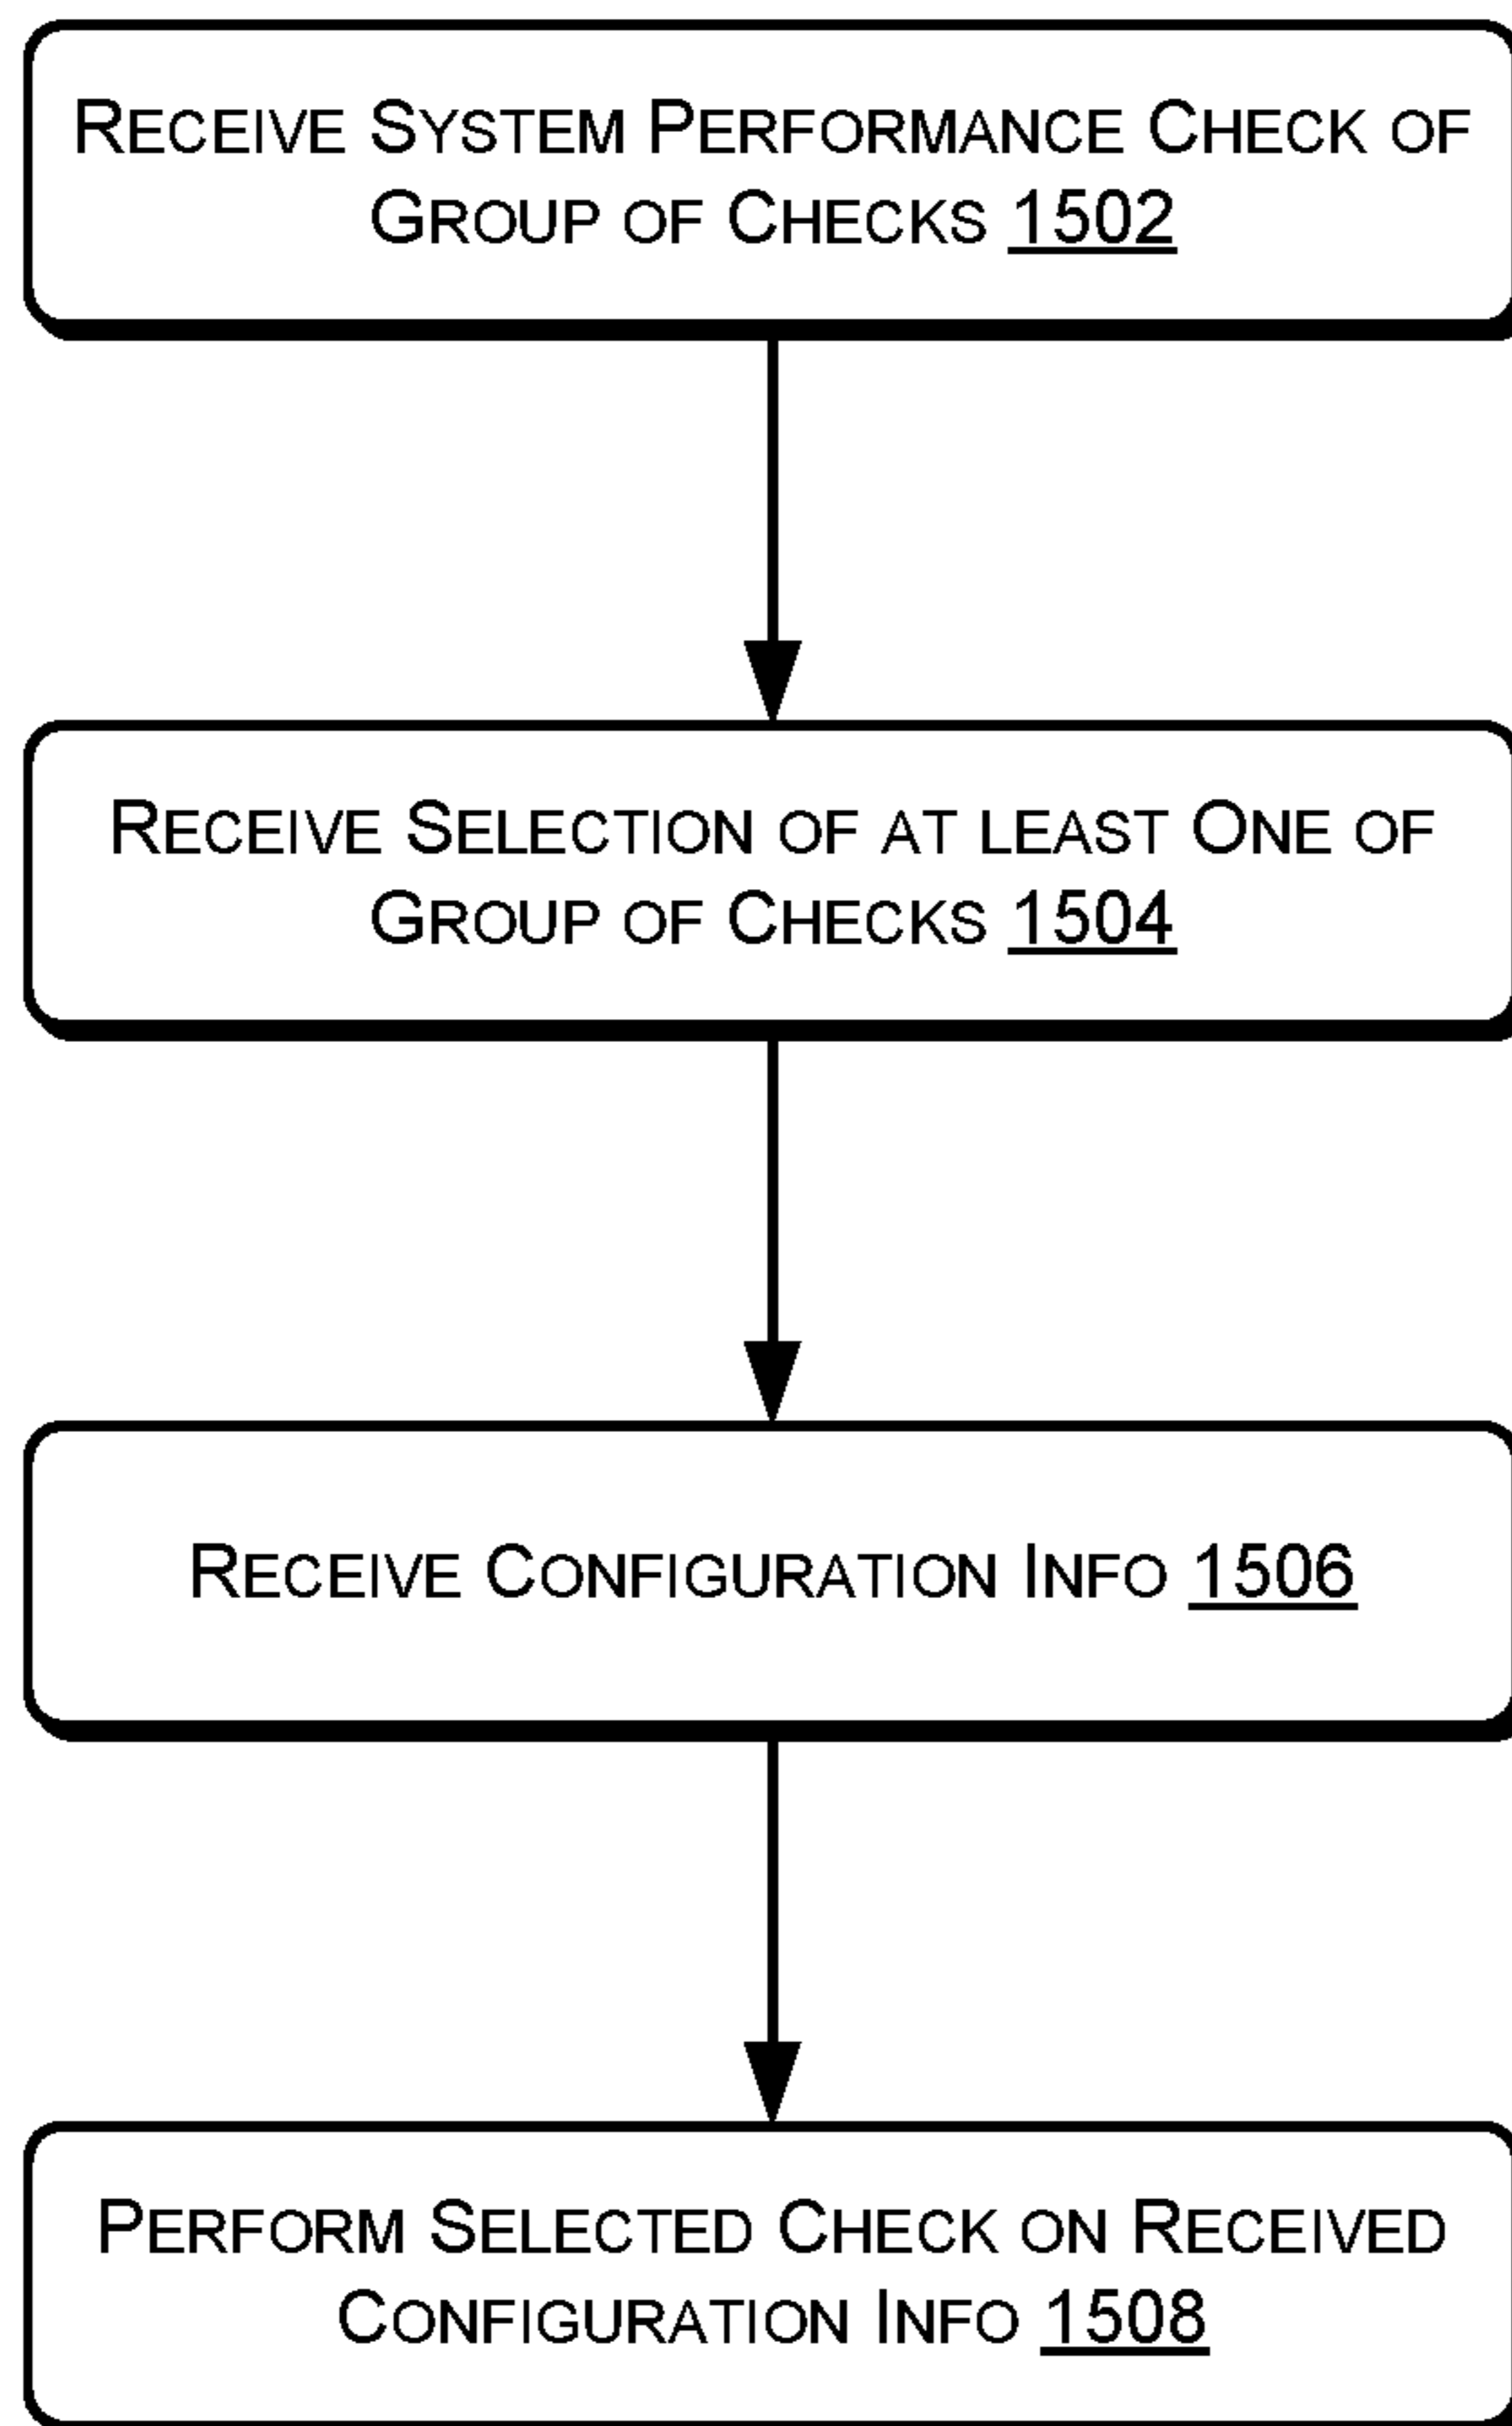 RECEIVE SYSTEM PERFORMANCE CHECK OF
GROUP OF CHECKS 1502
RECEIVE SELECTION OF AT LEAST ONE OF
GROUP OF CHECKS 1504
RECEIVE CONFIGURATION INFO 1506
PERFORM SELECTED CHECK ON RECEIVED
CONFIGURATION INFO 1508